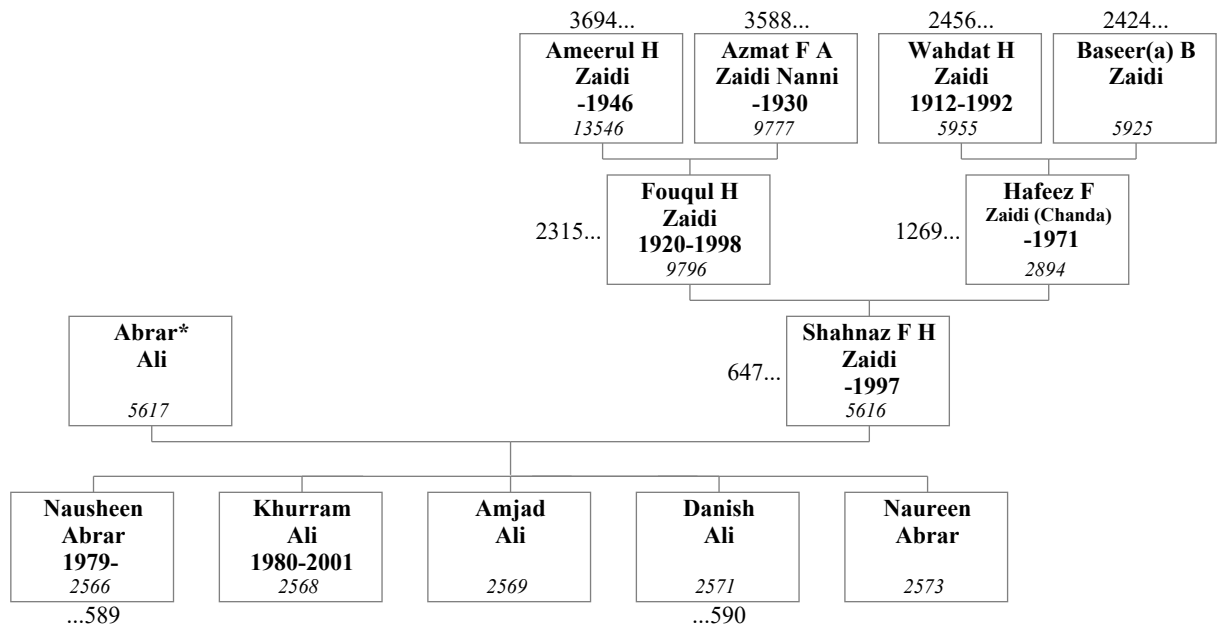 3694...
Ameerul H
Zaidi
-1946
13546
3588...
Azmat F A
Zaidi Nanni
-1930
9777
2456...
Wahdat H
Zaidi
1912-1992
5955
2424...
Baseer(a) B
Zaidi
5925
2315...
Fouqul H
Zaidi
1920-1998
9796
1269...
Hafeez F
Zaidi (Chanda)
-1971
2894
Abrar*
Ali
5617
647...
Shahnaz F H
Zaidi
-1997
5616
Nausheen
Abrar
1979-
2566
...589
Khurram
Ali
1980-2001
2568
Amjad
Ali
2569
Danish
Ali
2571
...590
Naureen
Abrar
2573